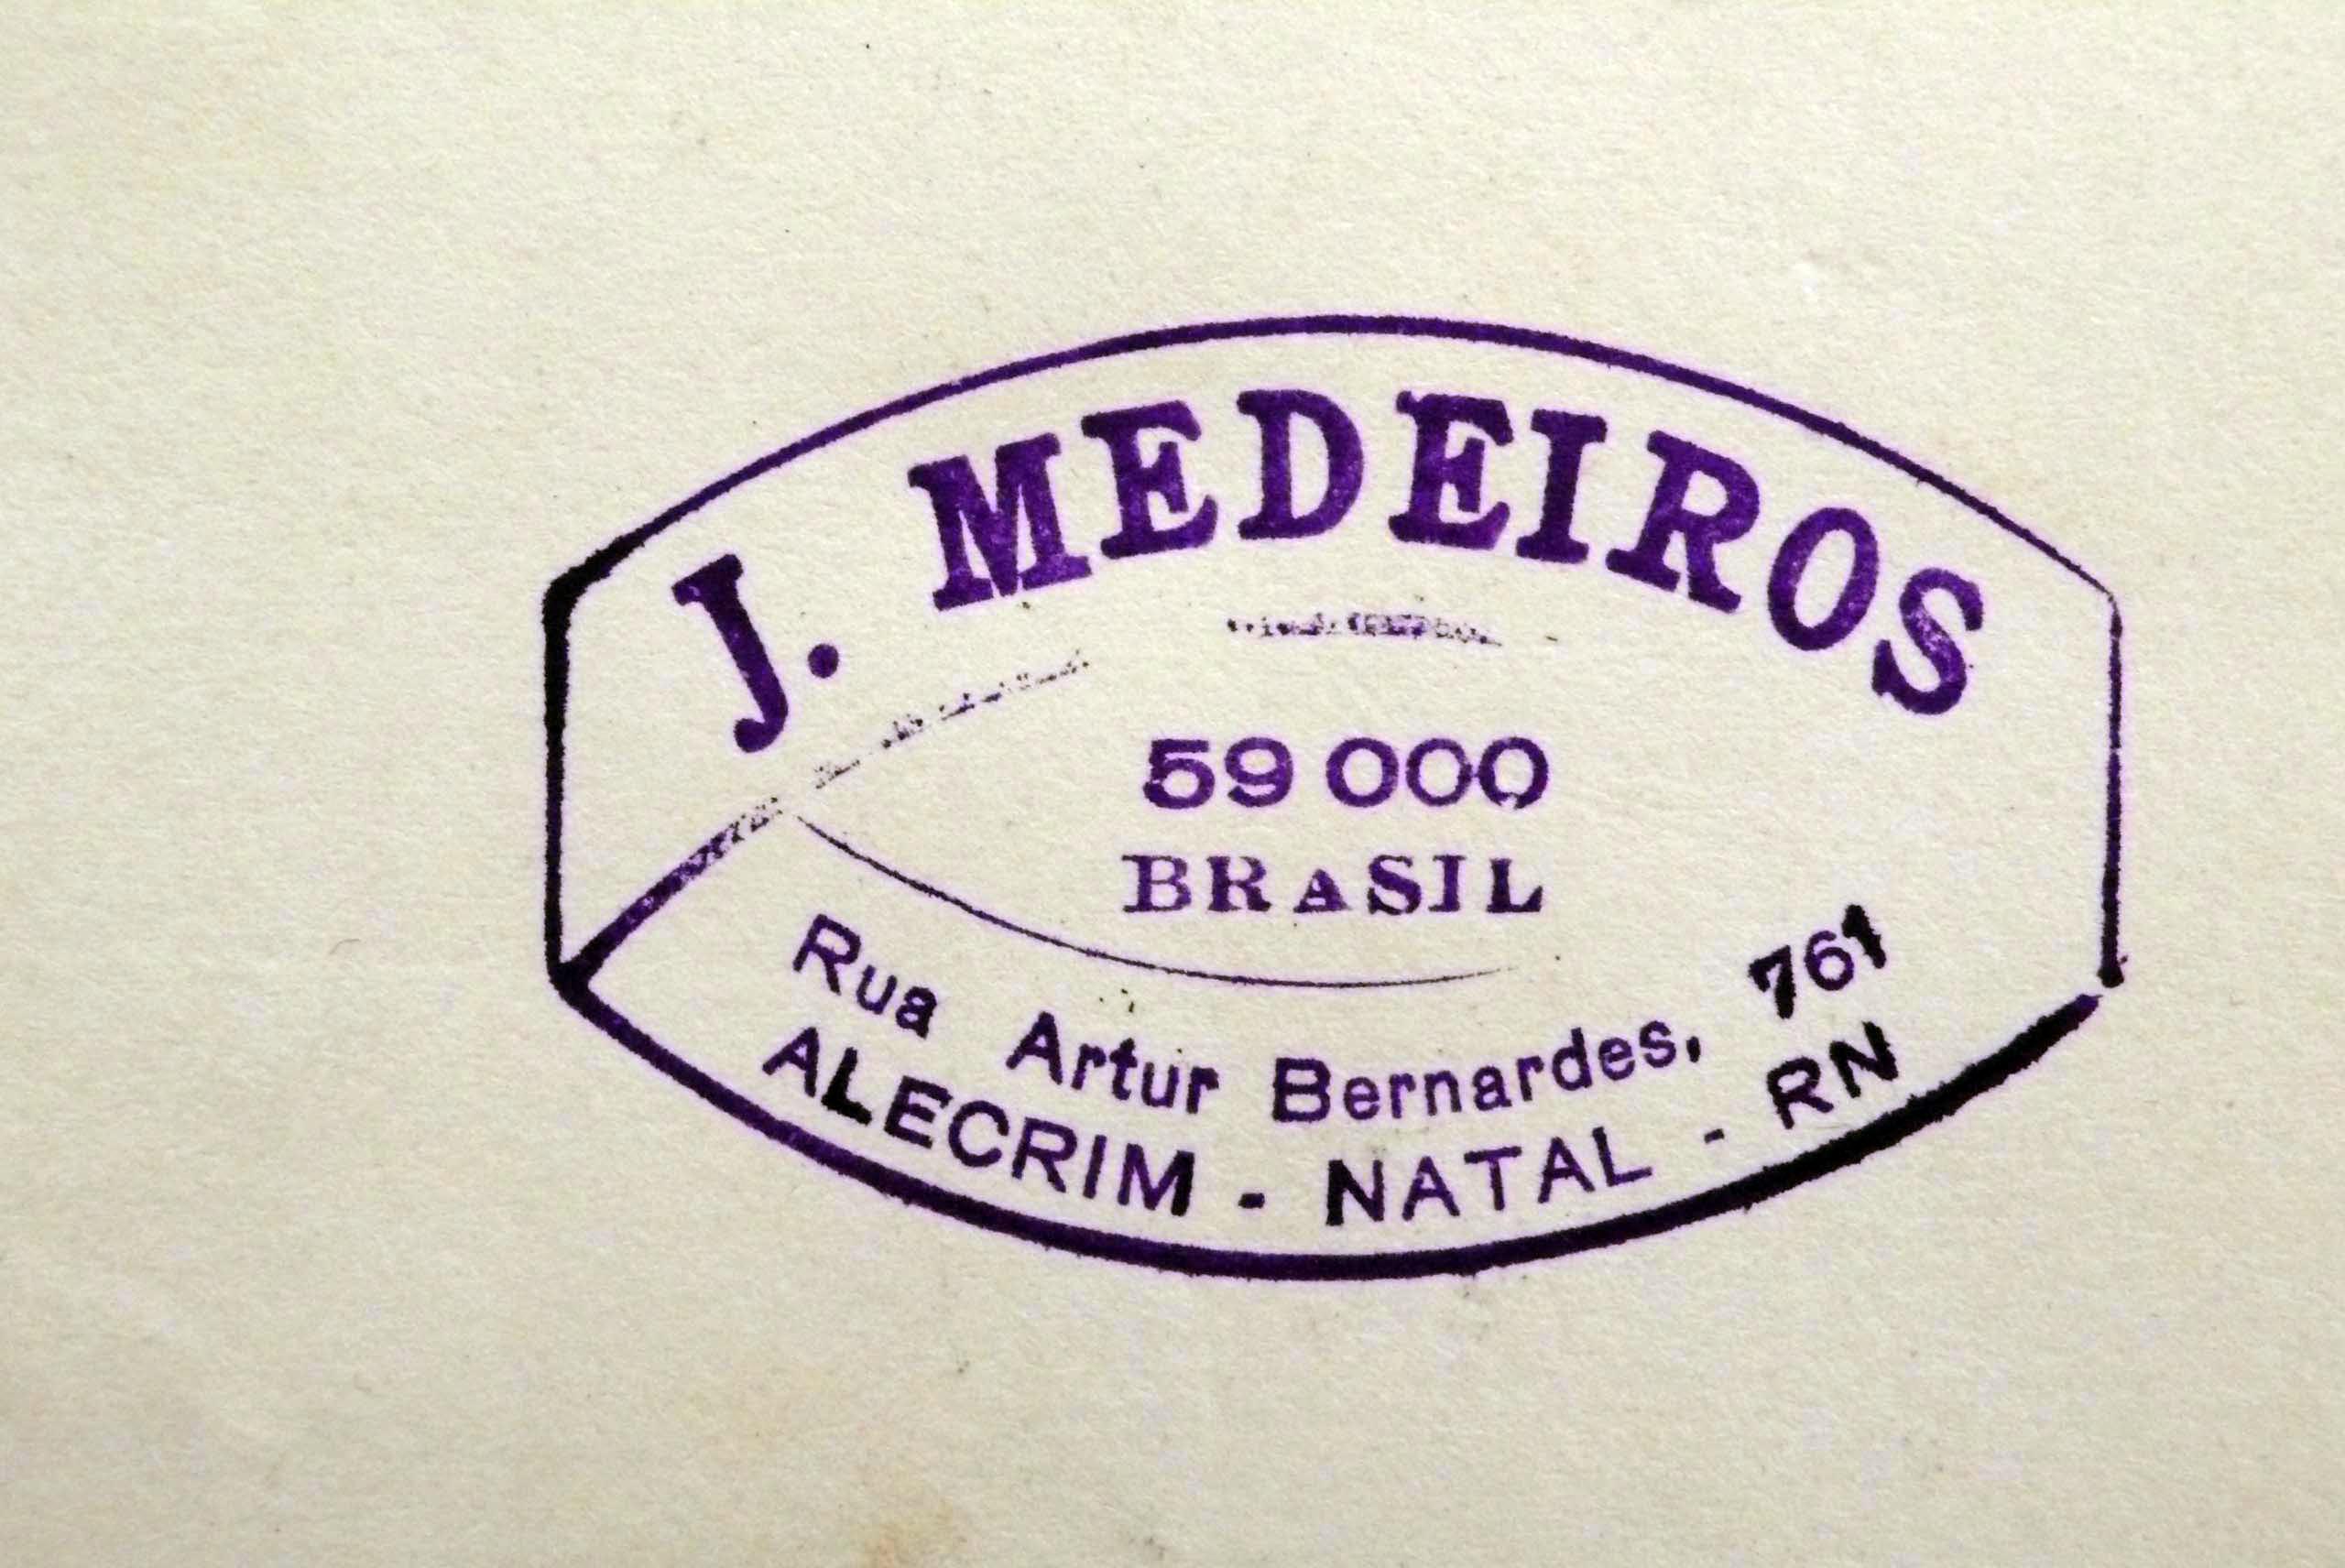 J. MEDEIROS
59 000
BRASIL
Rua Artur Bernardes, 761
ALECRIM - NATAL - RN